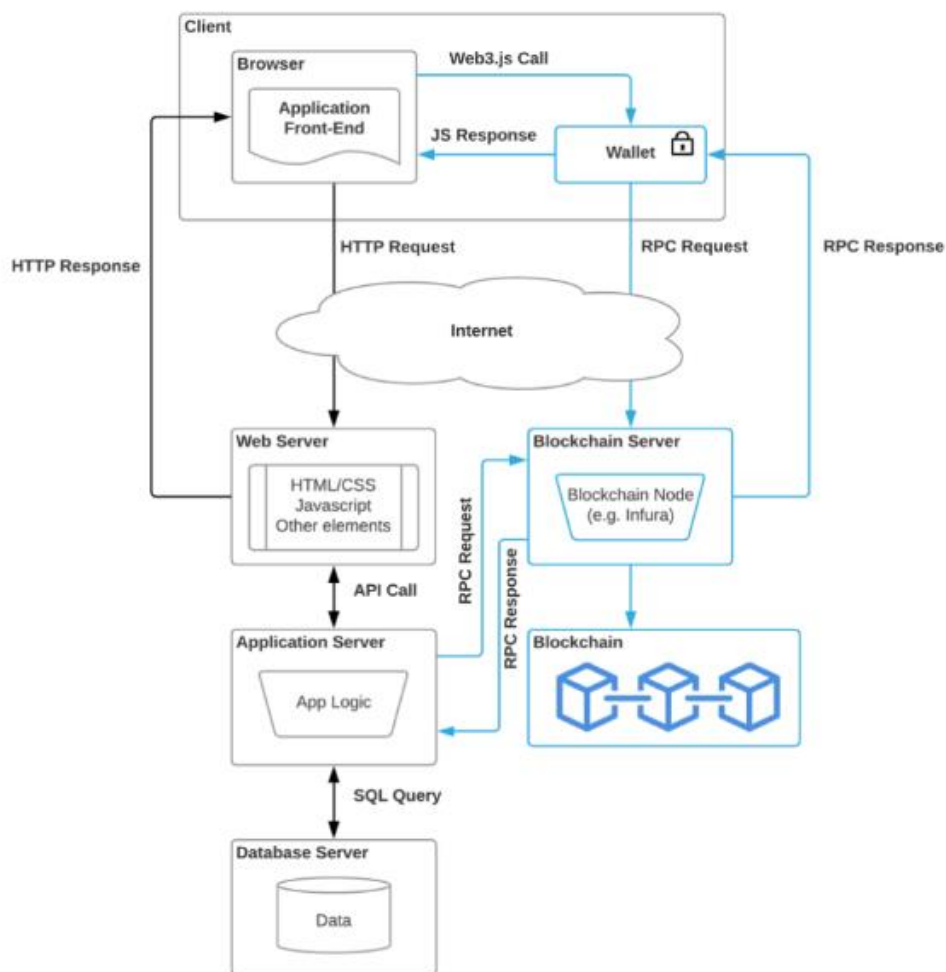 Client
Browser
Web3.js Call
Application
Front-End
JS Response
Wallet
HTTP Request
RPC Request
RPC Response
HTTP Response
Internet
Web Server
Blockchain Server
HTML/CSS
Javascript
Other elements
Blockchain Node
(e.g. Infura)
RPC Request
RPC Response
API Call
Application Server
Blockchain
App Logic
SQL Query
Database Server
Data